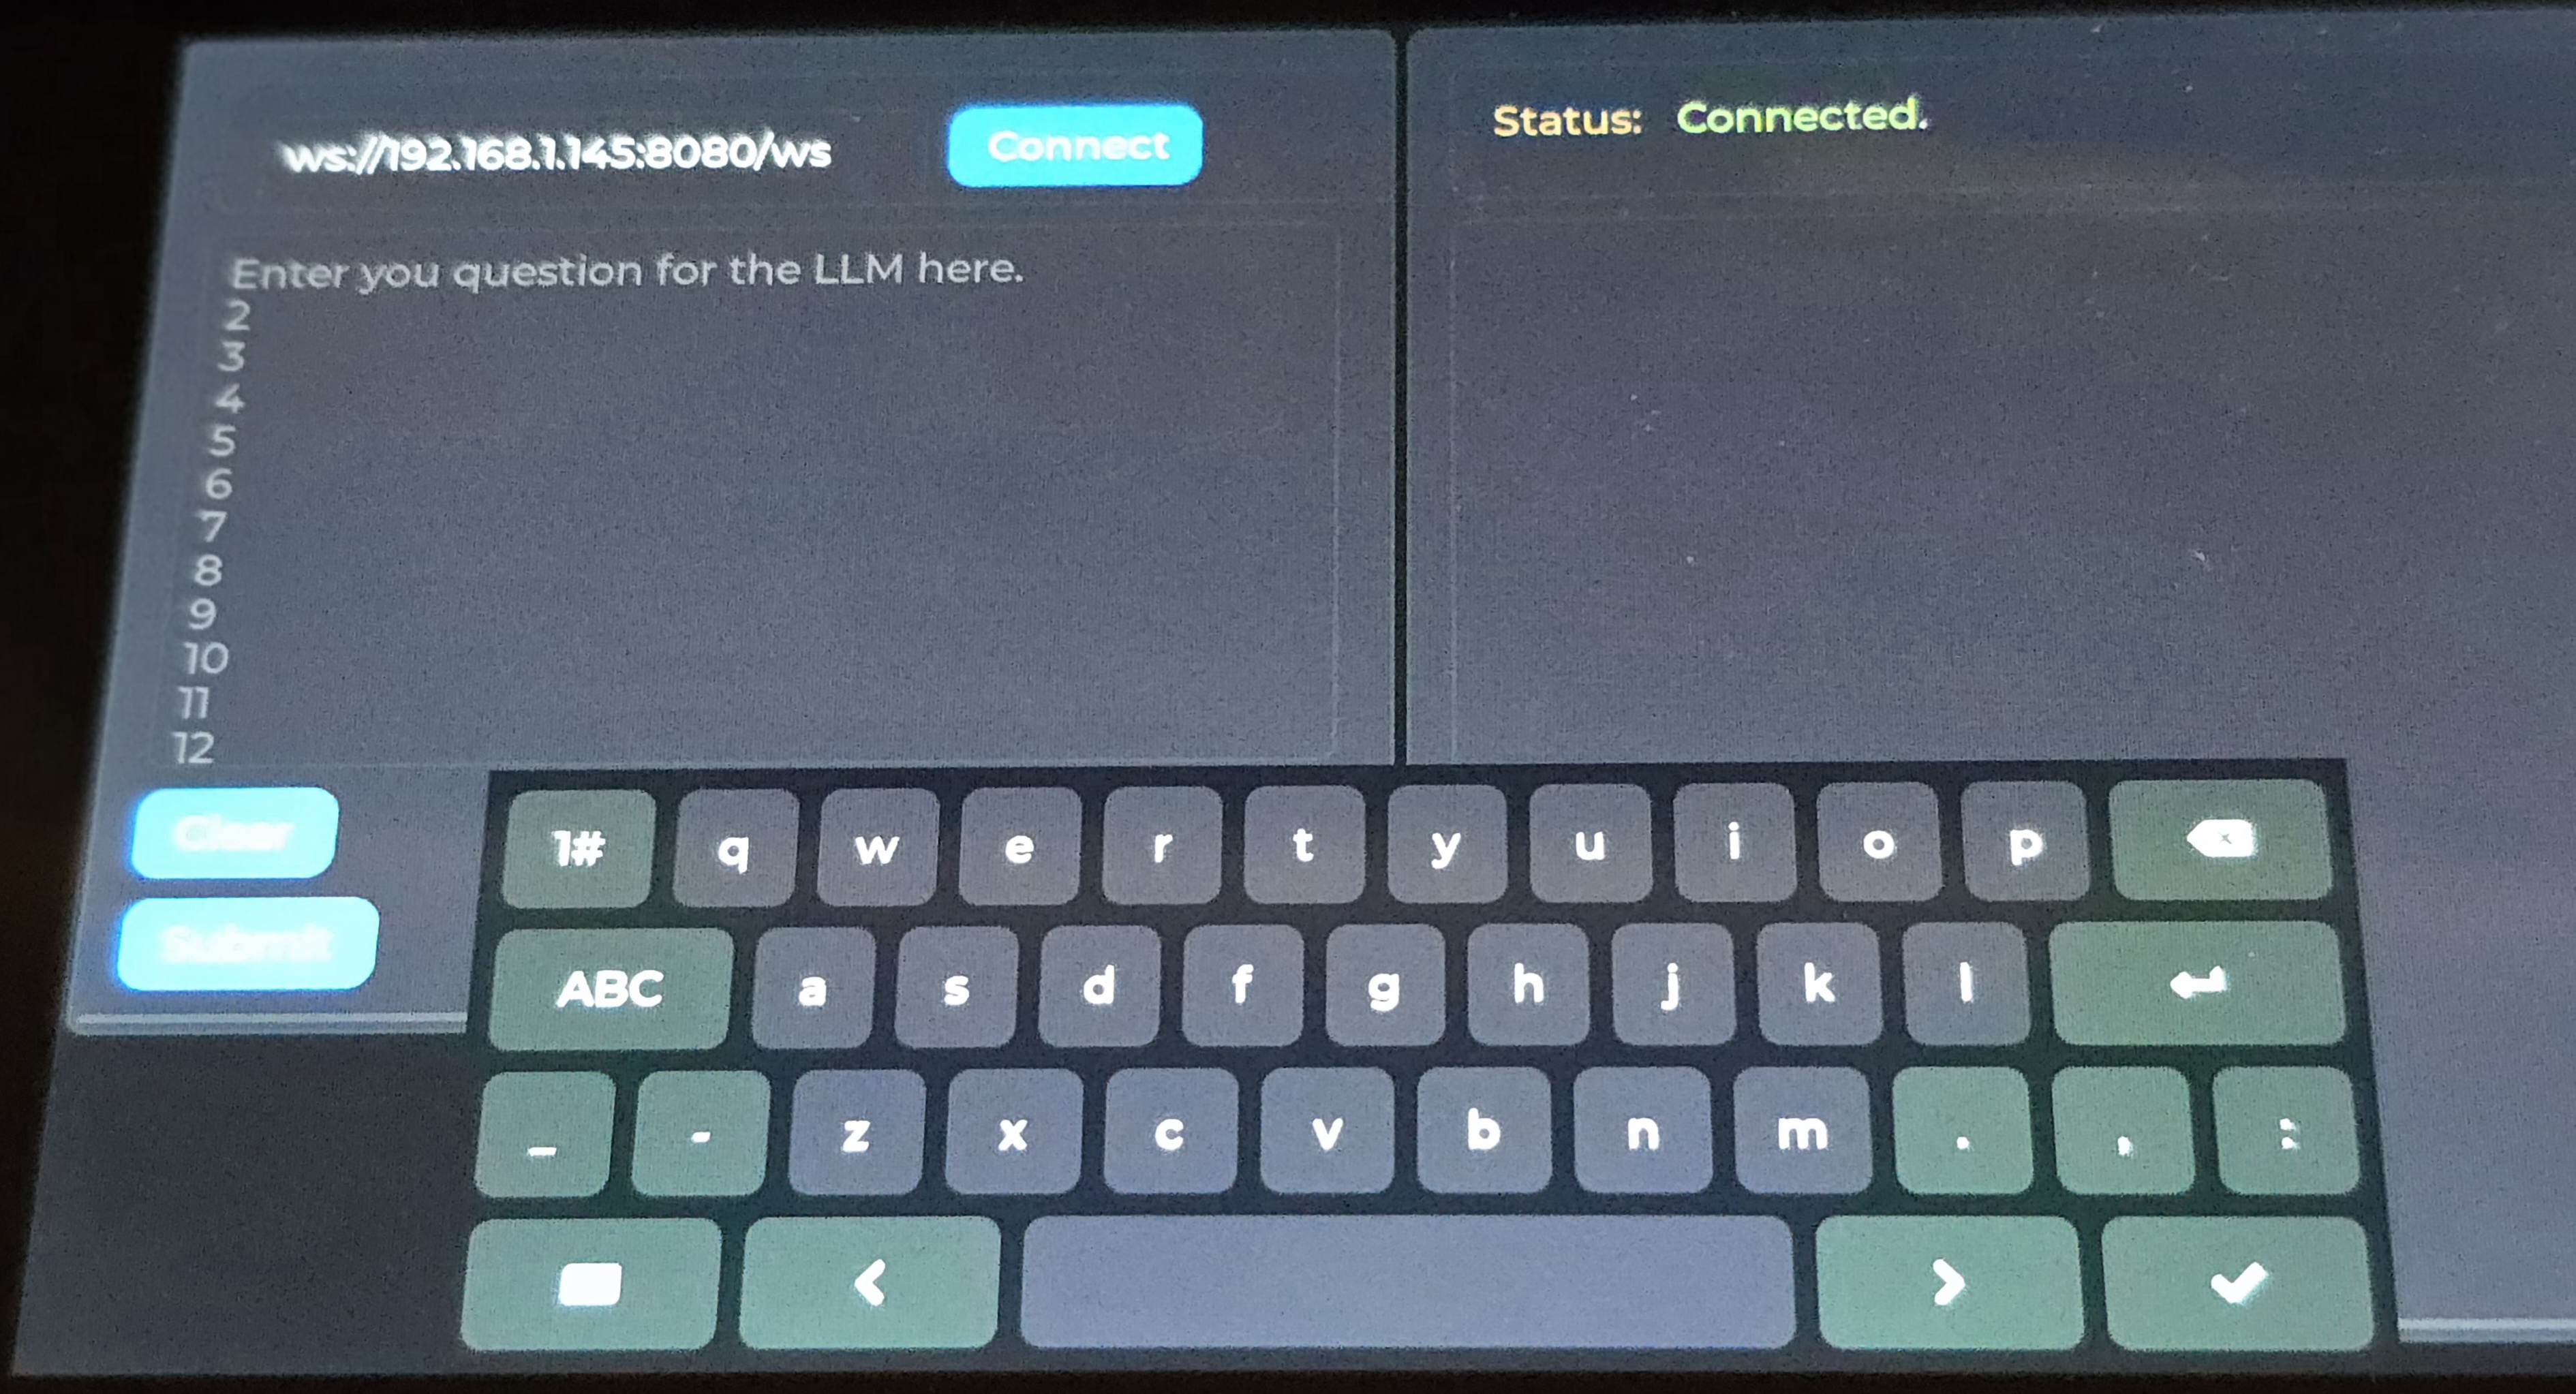 ws://192.168.1.145:8080/ws
Connect
Status: Connected.
Enter you question for the LLM here.
2
3
4
5
6
7
8
9
10
11
12
Clear
Submit
1# q w e r t y u i o p
ABC a s d f g h j k l
_ - z x c v b n m . , :